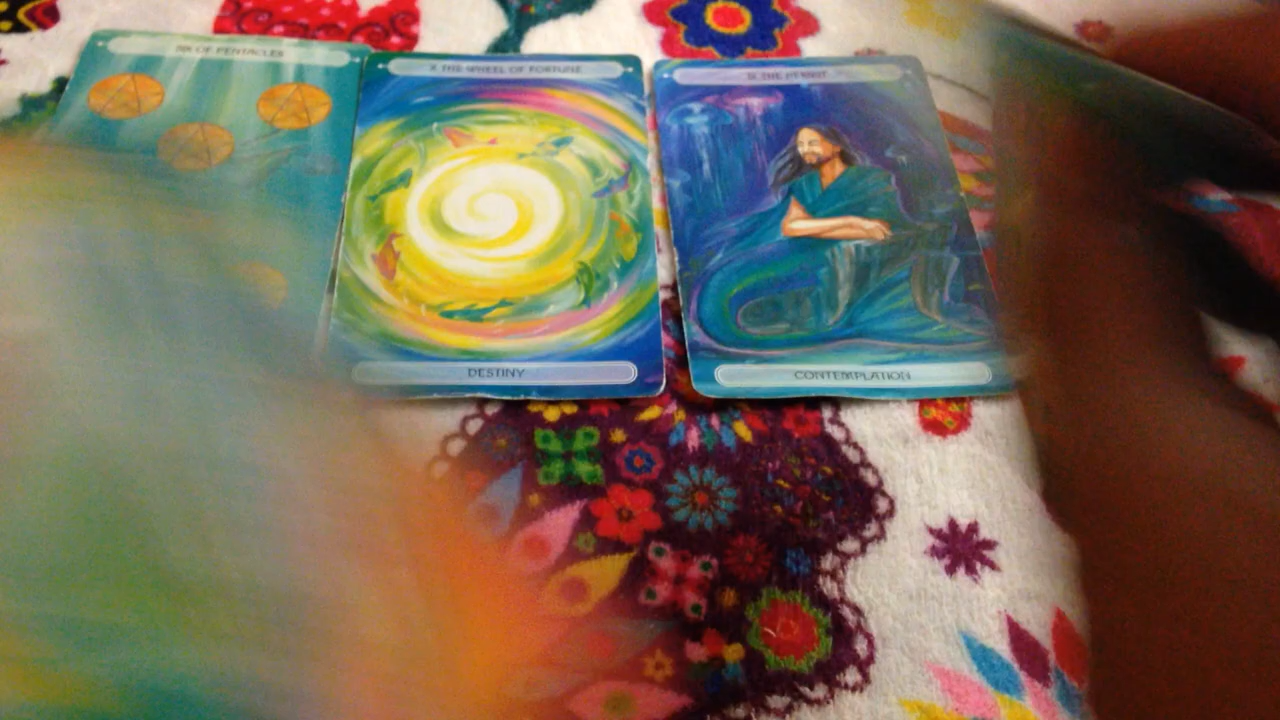 SIX OF PENTACLES
X THE WHEEL OF FORTUNE
IX THE HERMIT
DESTINY
CONTEMPLATION